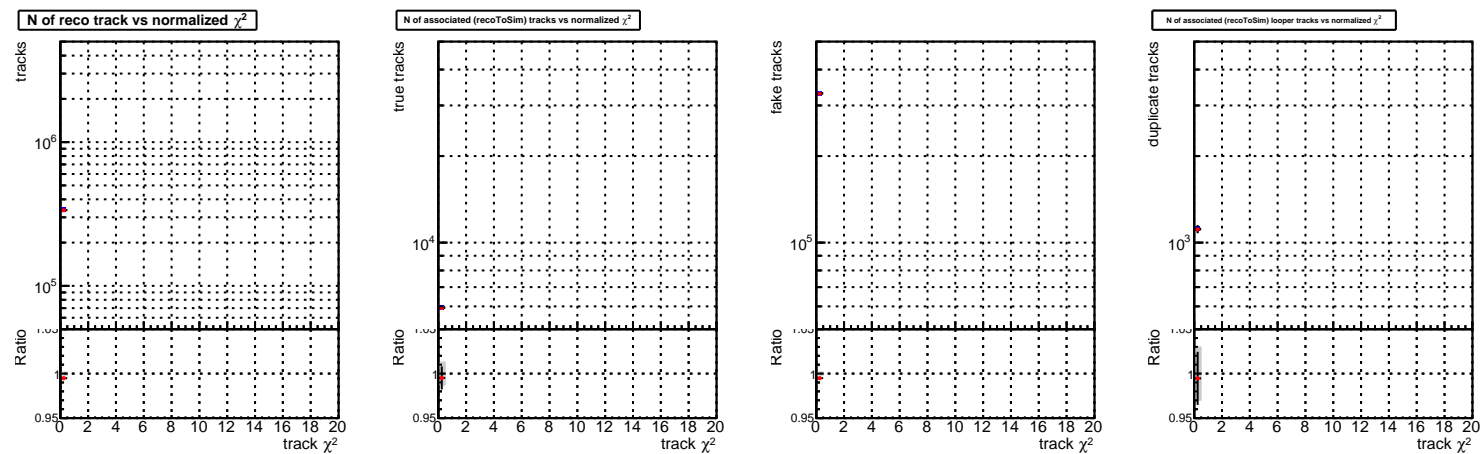 N of reco track vs normalized χ²
tracks
10⁶
10⁵
Ratio
1
0.95
0 2 4 6 8 10 12 14 16 18 20
track χ²
N of associated (recoToSim) tracks vs normalized χ²
true tracks
10⁴
Ratio
1
0.95
0 2 4 6 8 10 12 14 16 18 20
track χ²
fake tracks
10⁵
Ratio
1
0.95
0 2 4 6 8 10 12 14 16 18 20
track χ²
N of associated (recoToSim) looper tracks vs normalized χ²
duplicate tracks
10³
Ratio
1
0.95
0 2 4 6 8 10 12 14 16 18 20
track χ²